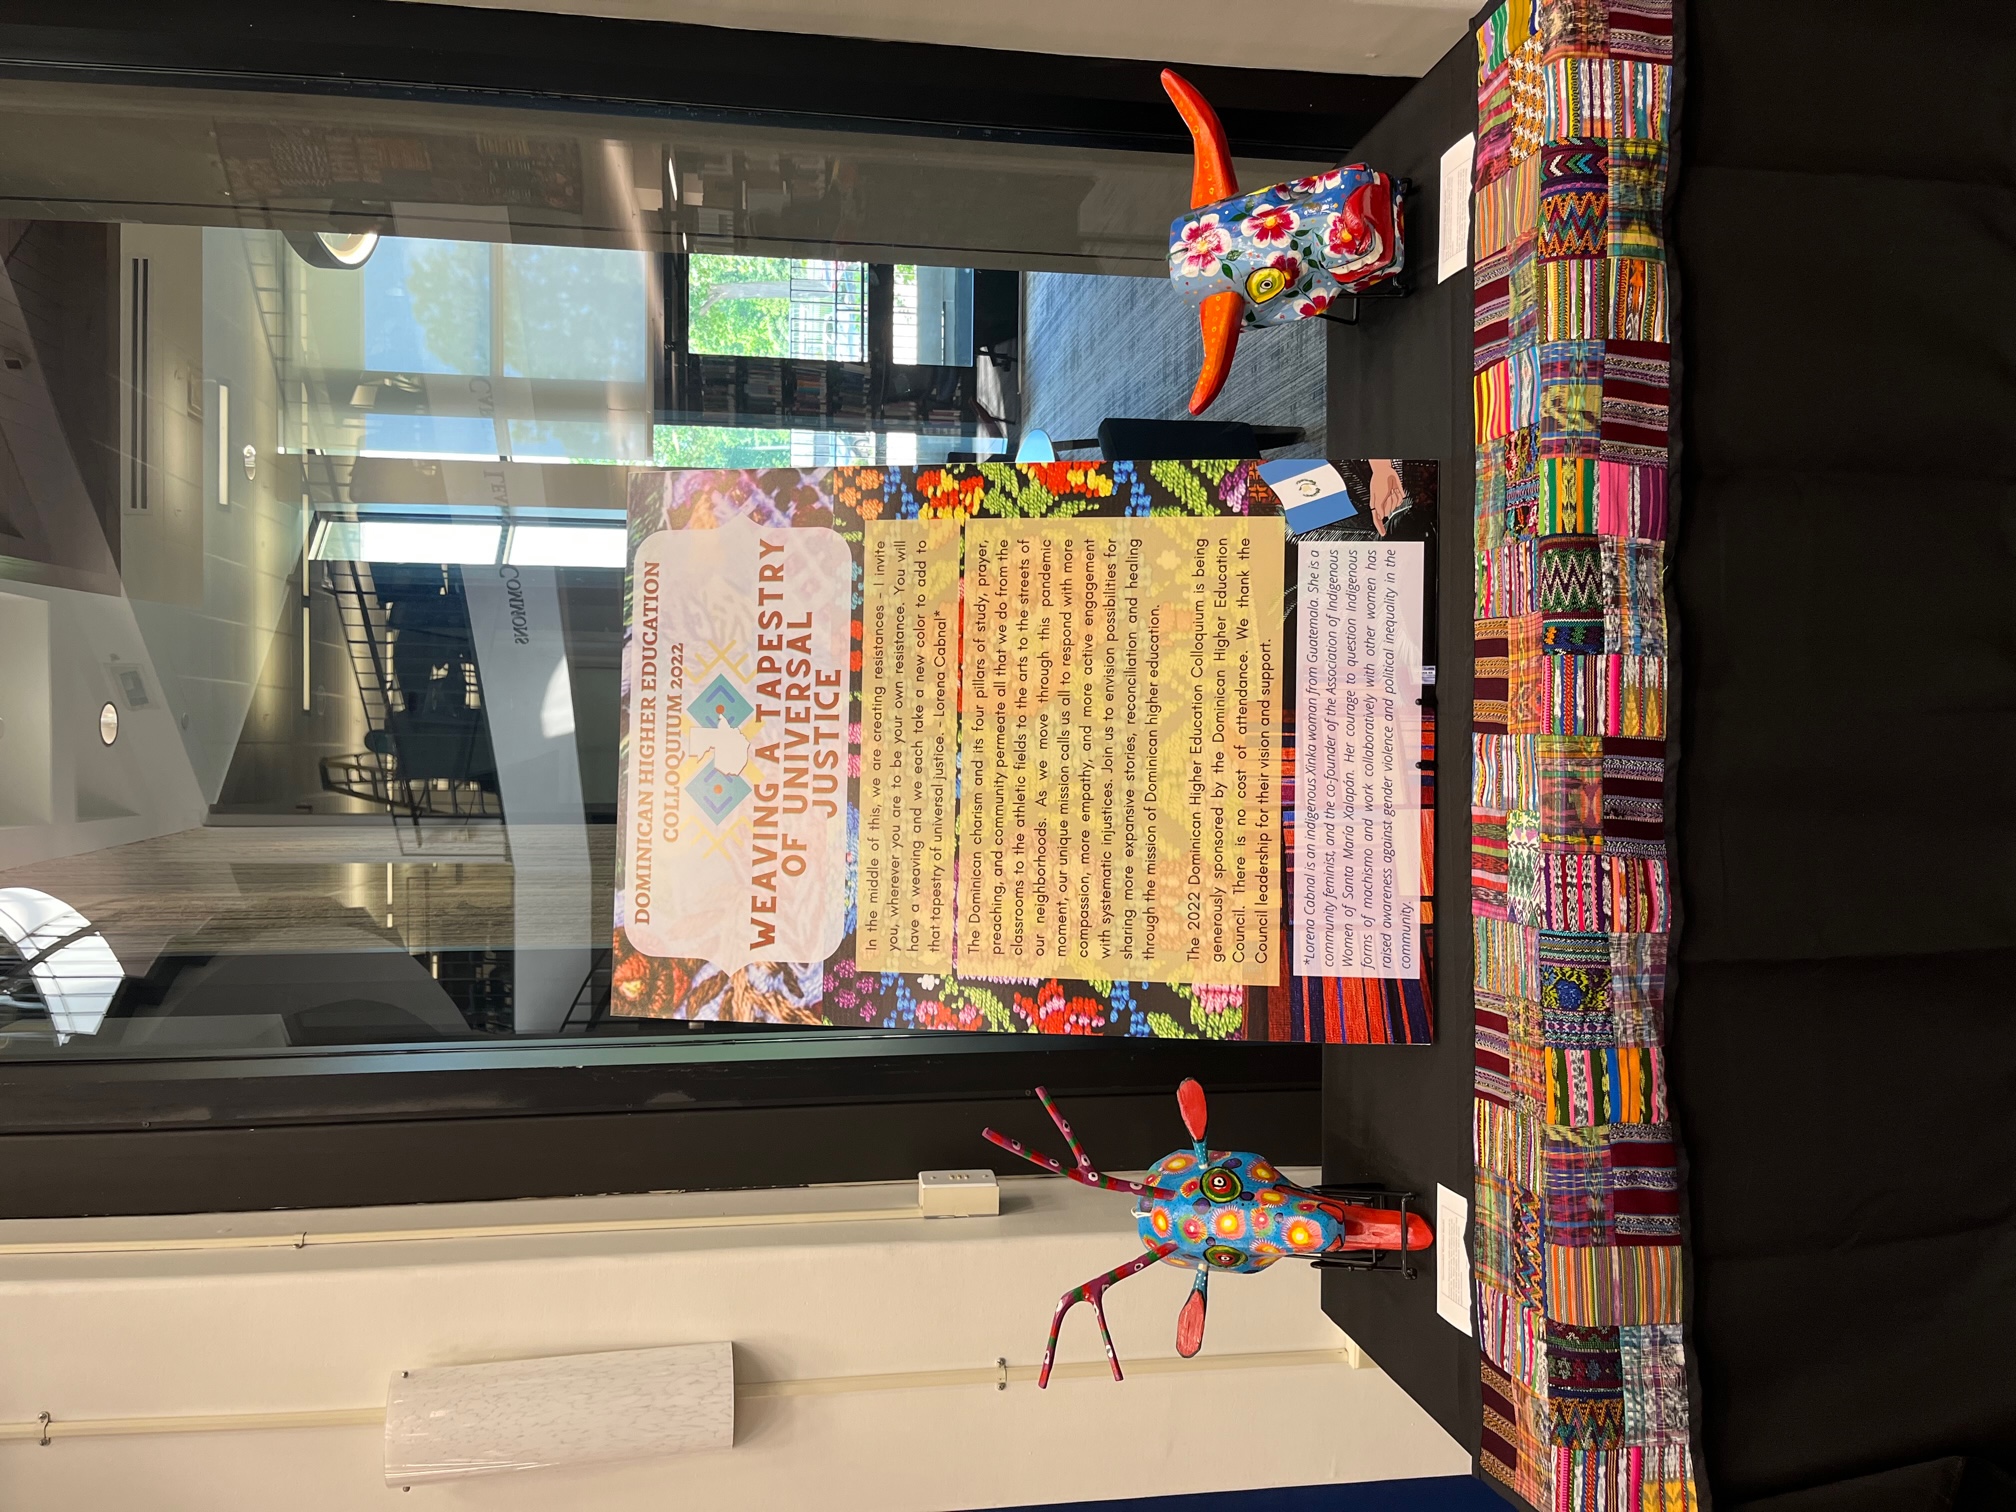 COMMONS
DOMINICAN HIGHER EDUCATION
COLLOQUIUM 2022
WEAVING A TAPESTRY
OF UNIVERSAL
JUSTICE
In the middle of this, we are creating resistances - I invite
you, wherever you are to be your own resistance. You will
have a weaving and we each take a new color to add to
that tapestry of universal justice. - Lorena Cabnal*
The Dominican charism and its four pillars of study, prayer,
preaching, and community permeate all that we do from the
classrooms to the athletic fields to the arts to the streets of
our neighborhoods. As we move through this pandemic
moment, our unique mission calls us all to respond with more
compassion, more empathy, and more active engagement
with systematic injustices. Join us to envision possibilities for
sharing more expansive stories, reconciliation and healing
through the mission of Dominican higher education.
The 2022 Dominican Higher Education Colloquium is being
generously sponsored by the Dominican Higher Education
Council. There is no cost of attendance. We thank the
Council leadership for their vision and support.
*Lorena Cabnal is an indigenous Xinka woman from Guatemala. She is a
community feminist, and the co-founder of the Association of Indigenous
Women of Santa María Xalapán. Her courage to question Indigenous
forms of machismo and work collaboratively with other women has
raised awareness against gender violence and political inequality in the
community.